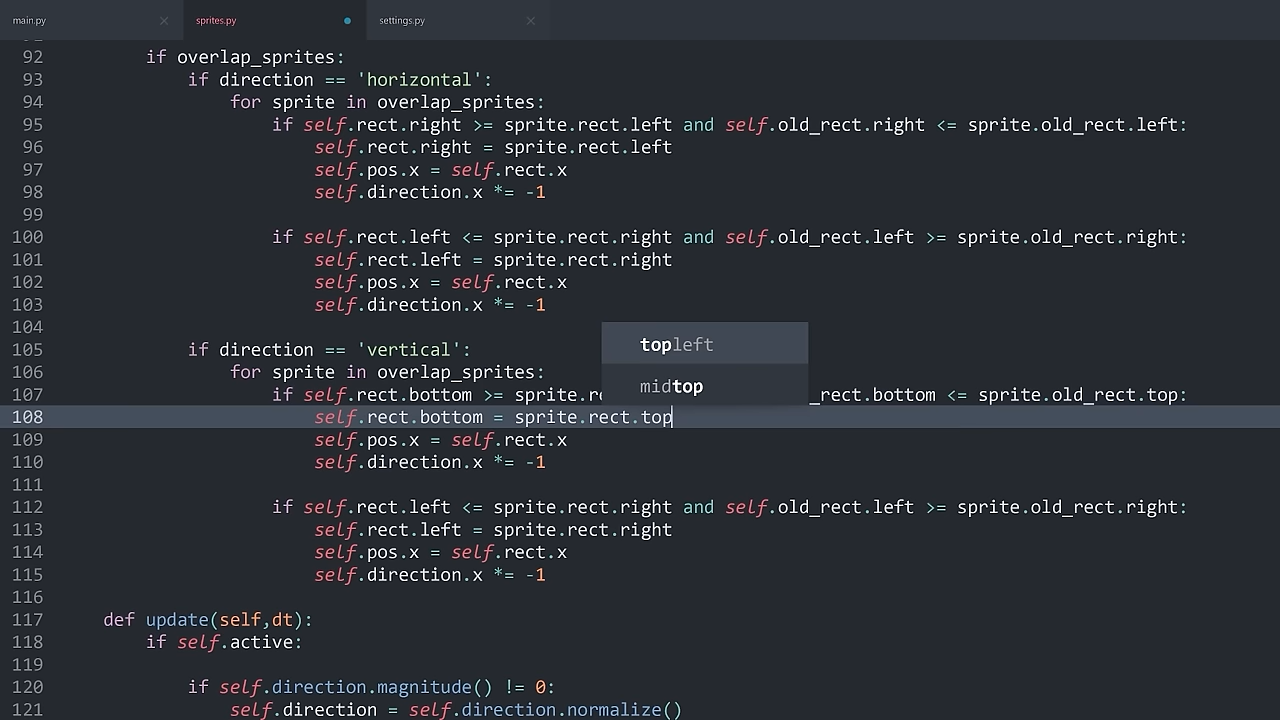 main.py sprites.py settings.py
92 if overlap_sprites:
93 if direction == 'horizontal':
94 for sprite in overlap_sprites:
95 if self.rect.right >= sprite.rect.left and self.old_rect.right <= sprite.old_rect.left:
96 self.rect.right = sprite.rect.left
97 self.pos.x = self.rect.x
98 self.direction.x *= -1
99
100 if self.rect.left <= sprite.rect.right and self.old_rect.left >= sprite.old_rect.right:
101 self.rect.left = sprite.rect.right
102 self.pos.x = self.rect.x
103 self.direction.x *= -1
104
topleft
105 if direction == 'vertical':
106 for sprite in overlap_sprites:
midtop
107 if self.rect.bottom >= sprite.r _rect.bottom <= sprite.old_rect.top:
108 self.rect.bottom = sprite.rect.top
109 self.pos.x = self.rect.x
110 self.direction.x *= -1
111
112 if self.rect.left <= sprite.rect.right and self.old_rect.left >= sprite.old_rect.right:
113 self.rect.left = sprite.rect.right
114 self.pos.x = self.rect.x
115 self.direction.x *= -1
116
117 def update(self,dt):
118 if self.active:
119
120 if self.direction.magnitude() != 0:
121 self.direction = self.direction.normalize()